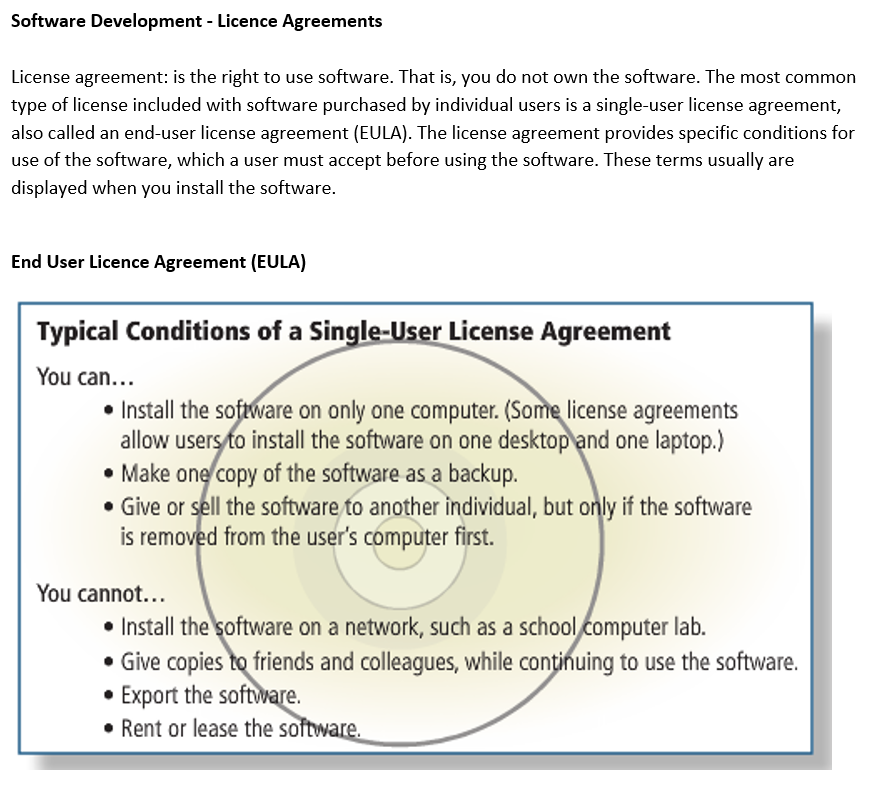 Software Development - Licence Agreements
License agreement: is the right to use software. That is, you do not own the software. The most common
type of license included with software purchased by individual users is a single-user license agreement,
also called an end-user license agreement (EULA). The license agreement provides specific conditions for
use of the software, which a user must accept before using the software. These terms usually are
displayed when you install the software.
End User Licence Agreement (EULA)
Typical Conditions of a Single-User License Agreement
You can...
• Install the software on only one computer. (Some license agreements
allow users to install the software on one desktop and one laptop.)
• Make one copy of the software as a backup.
• Give or sell the software to another individual, but only if the software
is removed from the user's computer first.
You cannot...
• Install the software on a network, such as a school computer lab.
• Give copies to friends and colleagues, while continuing to use the software.
• Export the software.
• Rent or lease the software.